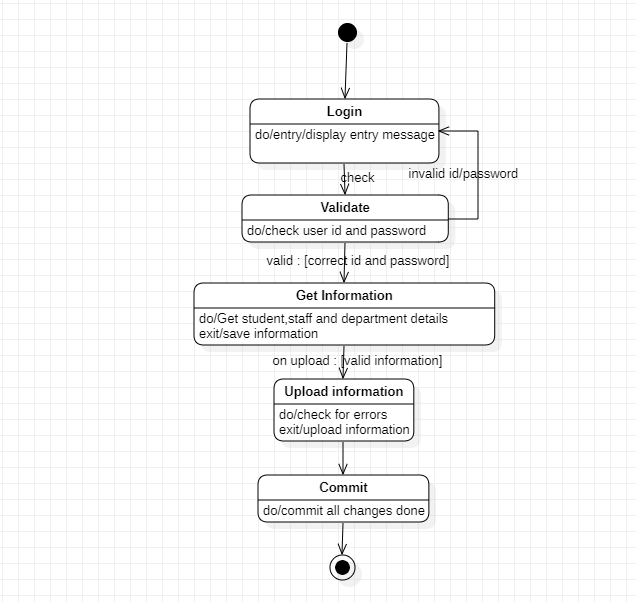 Login
do/entry/display entry message
check
invalid id/password
Validate
do/check user id and password
valid : [correct id and password]
Get Information
do/Get student,staff and department details
exit/save information
on upload : [valid information]
Upload information
do/check for errors
exit/upload information
Commit
do/commit all changes done